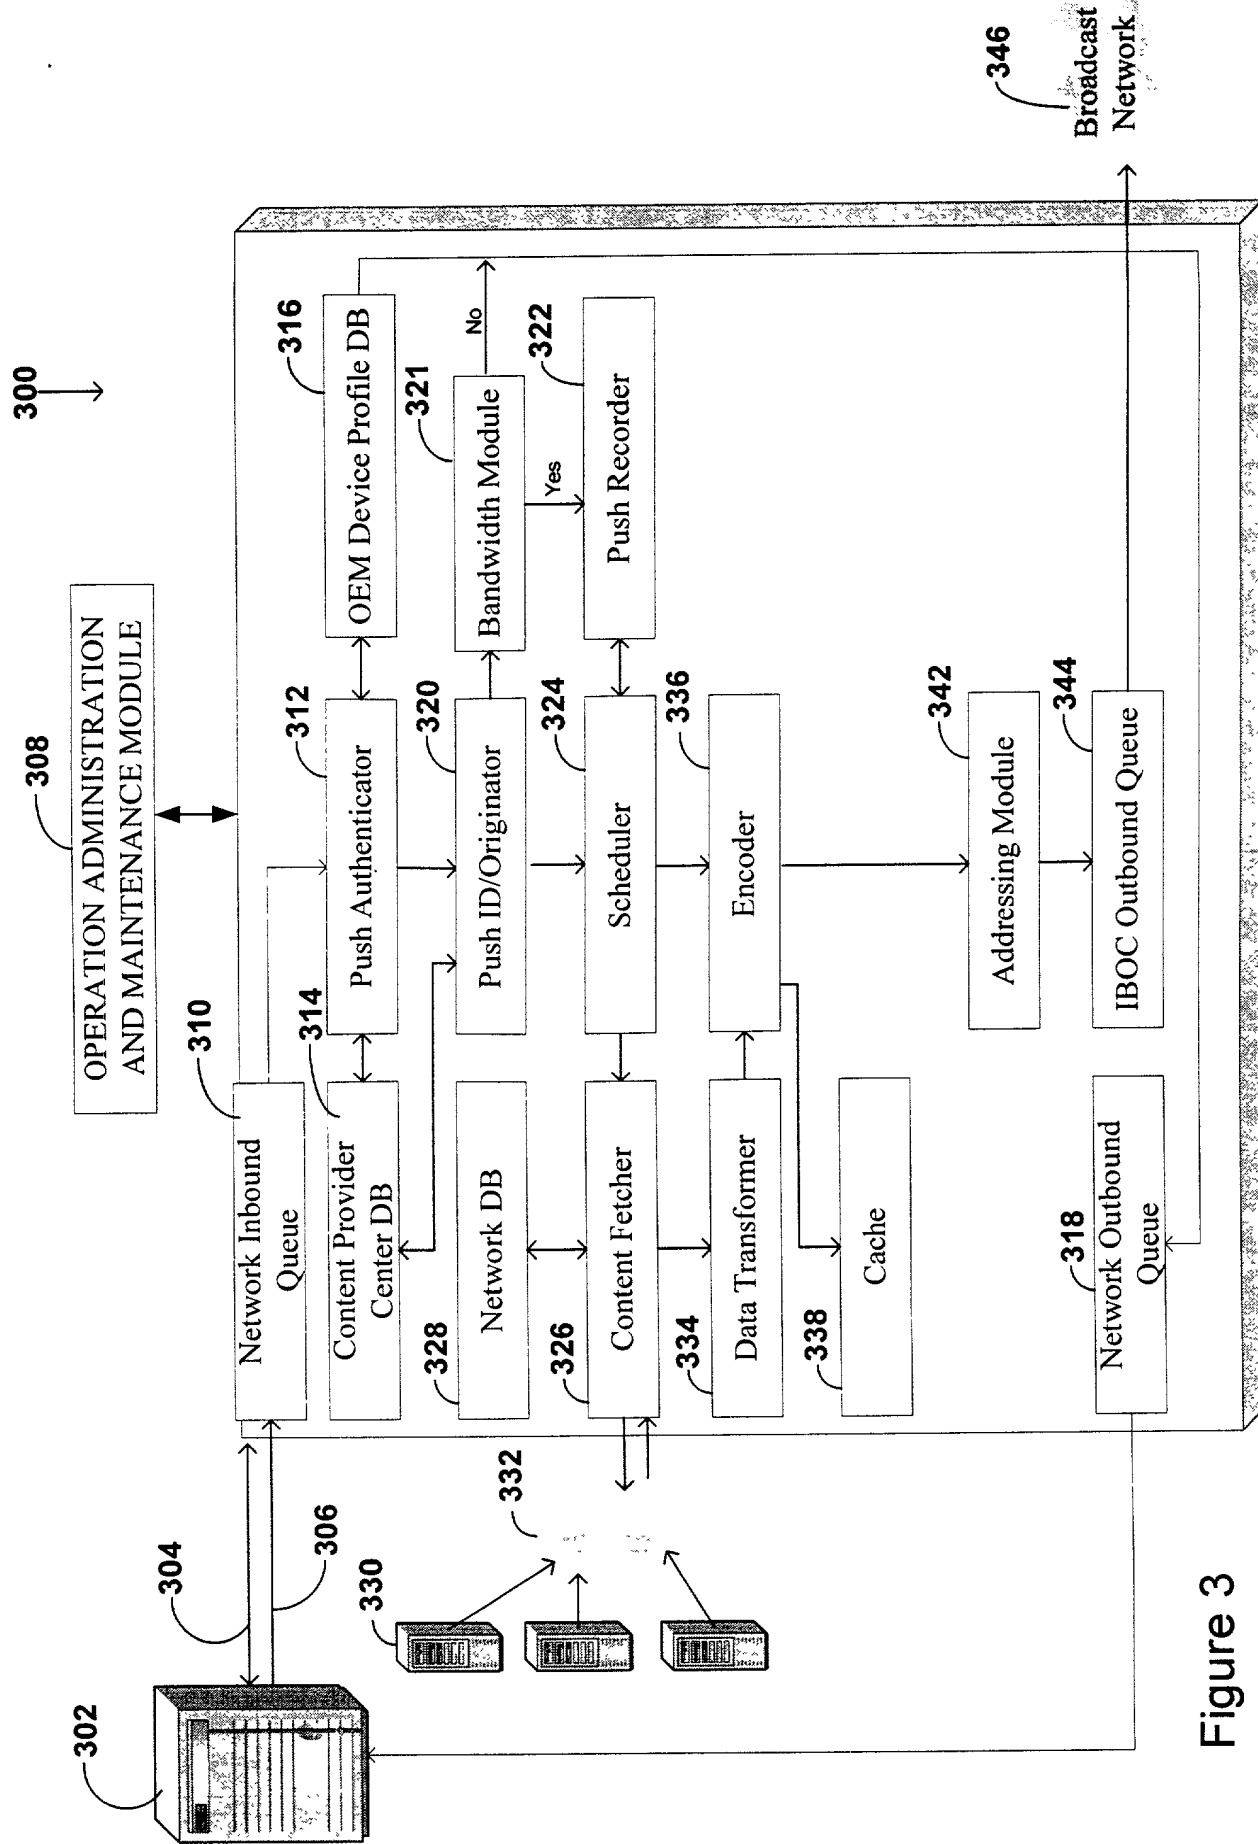 300
308
OPERATION ADMINISTRATION
AND MAINTENANCE MODULE
302
304
306
310
Network Inbound
Queue
312
Push Authenticator
314
Content Provider
Center DB
316
OEM Device Profile DB
320
Push ID/Originator
321
Bandwidth Module
No
Yes
322
Push Recorder
324
Scheduler
328
Network DB
326
Content Fetcher
330
332
334
Data Transformer
336
Encoder
338
Cache
342
Addressing Module
344
IBOC Outbound Queue
318
Network Outbound
Queue
346
Broadcast
Network
Figure 3